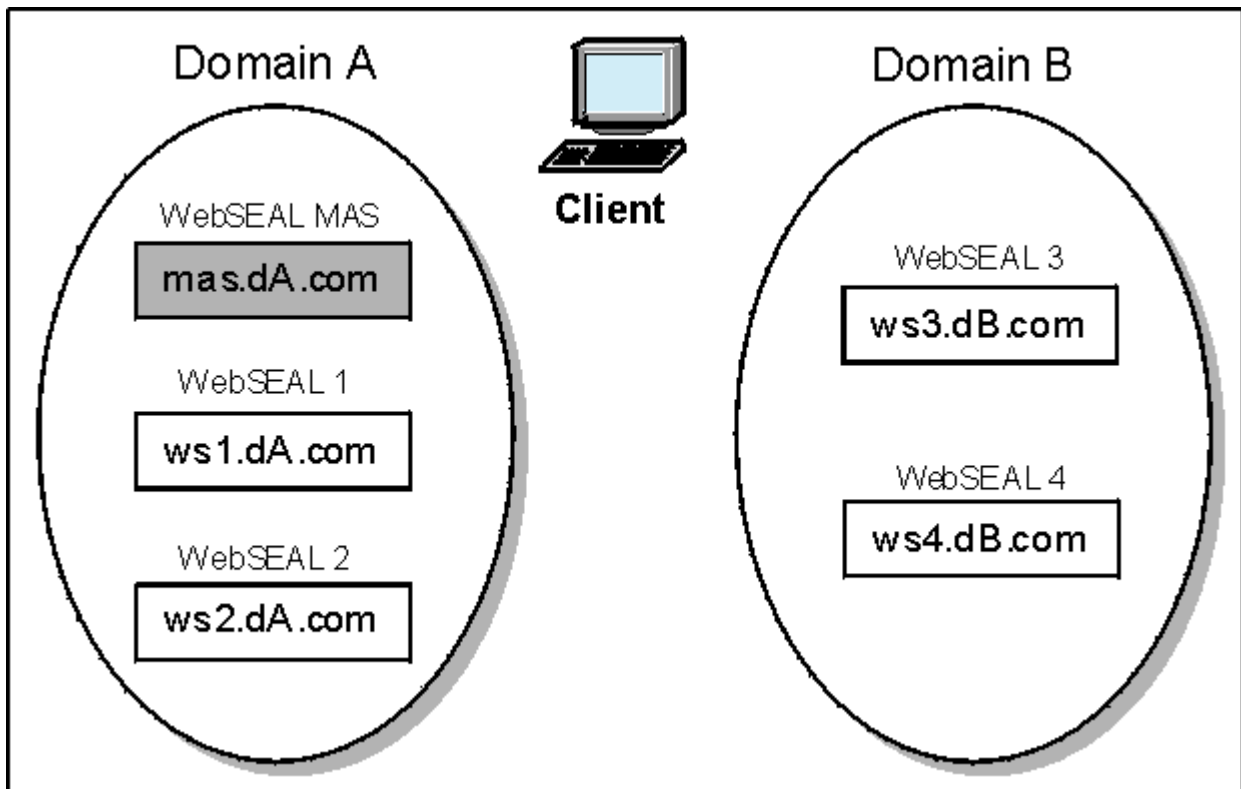 Domain A
Client
Domain B
WebSEAL MAS
mas.dA.com
WebSEAL 1
ws1.dA.com
WebSEAL 2
ws2.dA.com
WebSEAL 3
ws3.dB.com
WebSEAL 4
ws4.dB.com